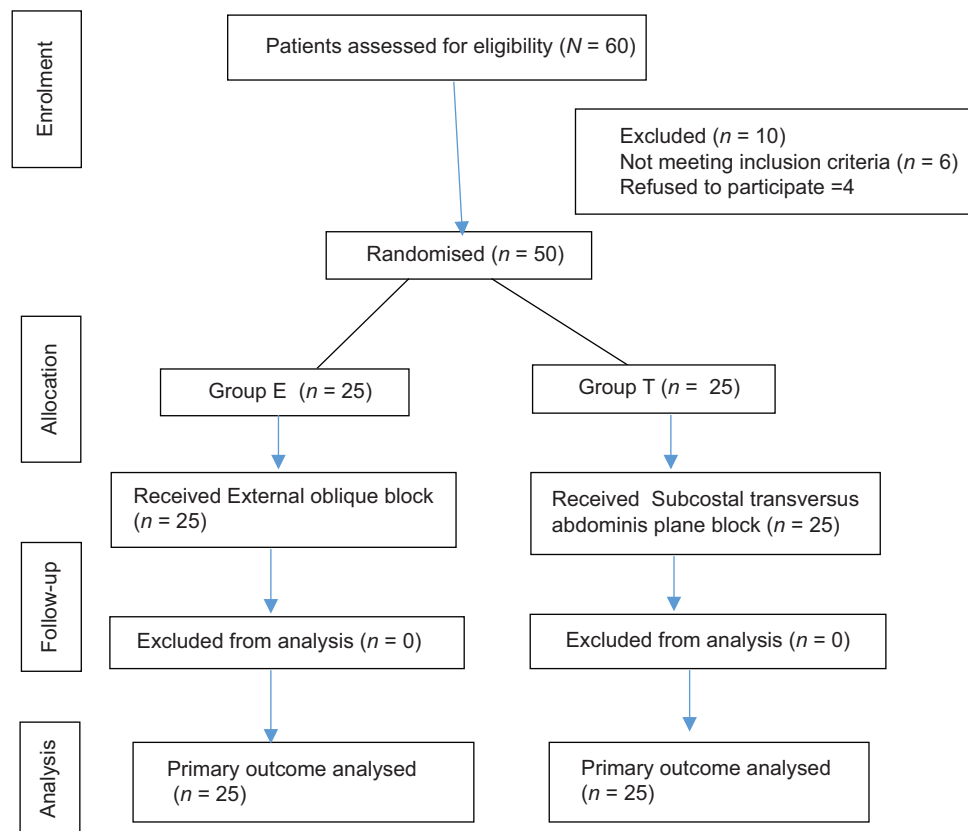 Enrolment
Patients assessed for eligibility (N = 60)
Excluded (n = 10)
Not meeting inclusion criteria (n = 6)
Refused to participate =4
Randomised (n = 50)
Allocation
Group E (n = 25)
Group T (n = 25)
Received External oblique block
(n = 25)
Received Subcostal transversus
abdominis plane block (n = 25)
Follow-up
Excluded from analysis (n = 0)
Excluded from analysis (n = 0)
Analysis
Primary outcome analysed
(n = 25)
Primary outcome analysed
(n = 25)